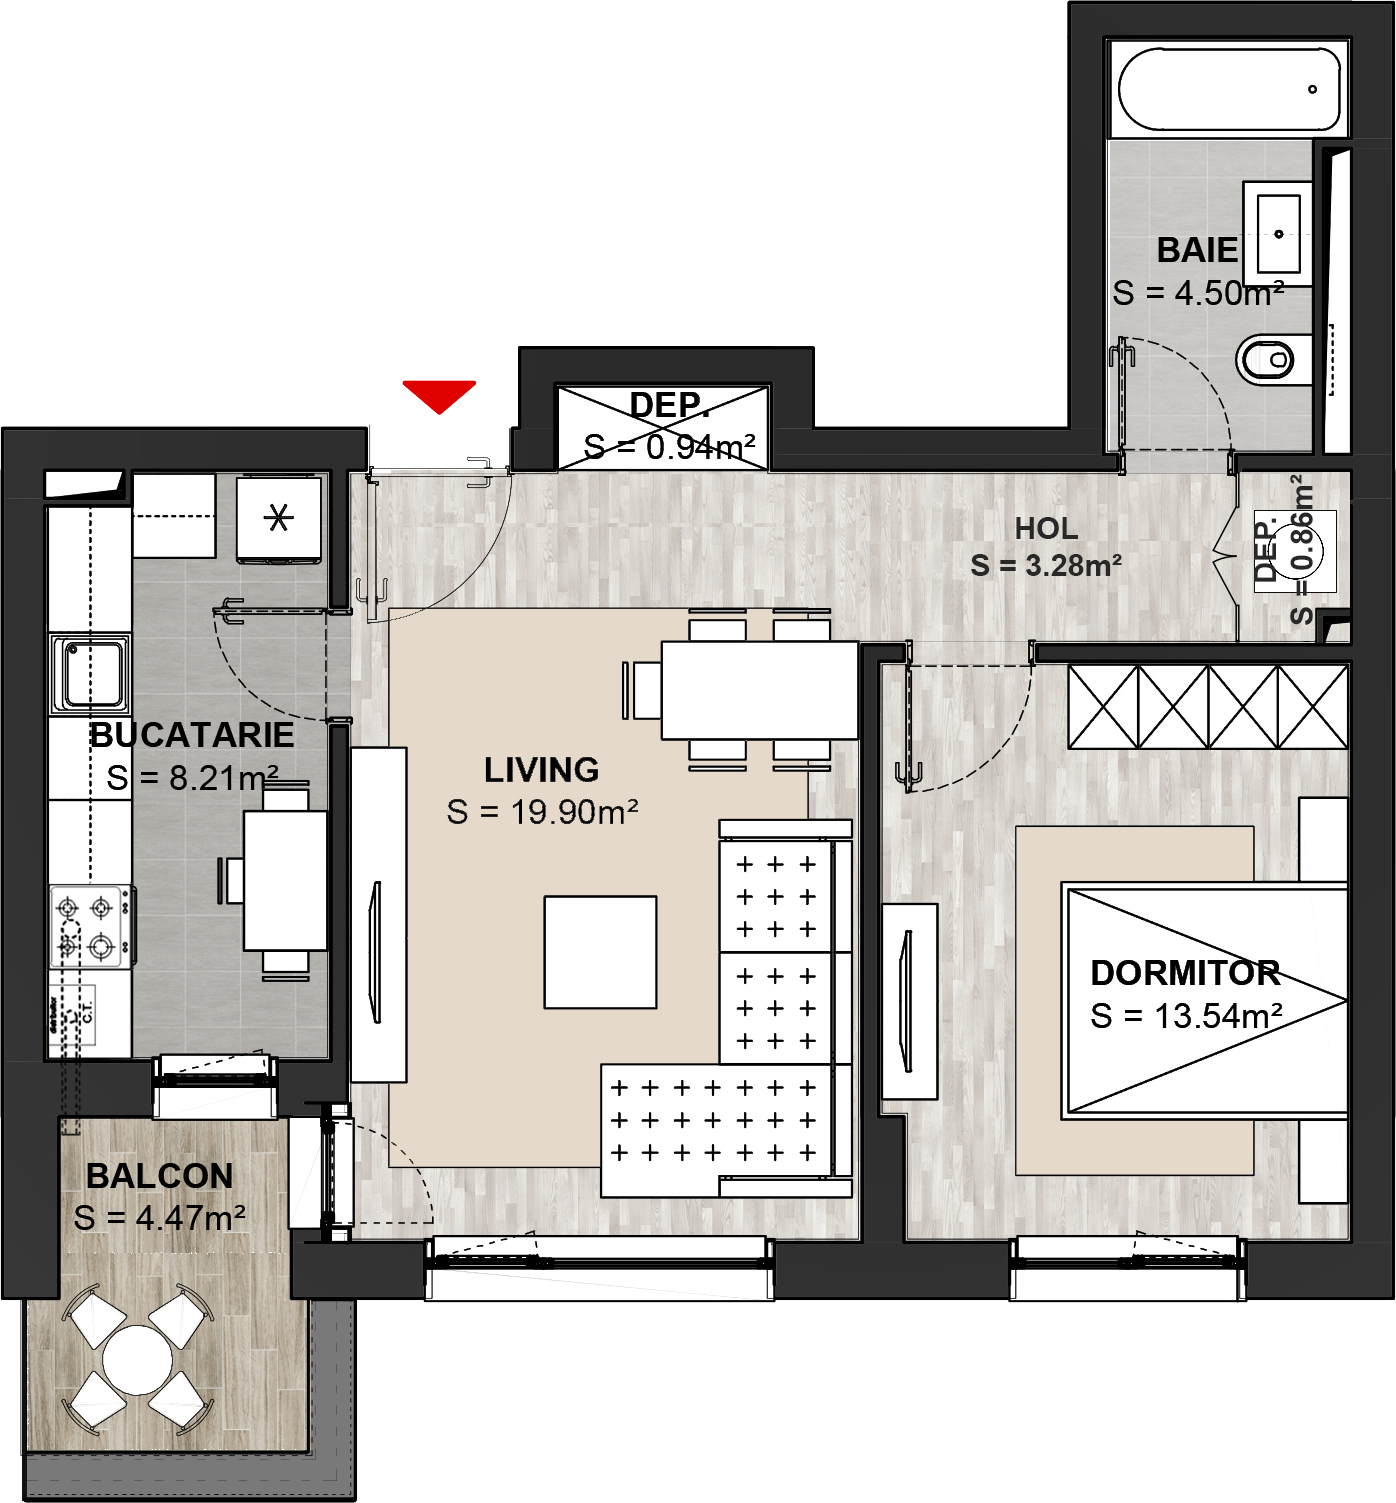 BAIE
S = 4.50m²
DEP.
S = 0.94m²
HOL
S = 3.28m²
DEP.
S = 0.86m²
BUCATARIE
S = 8.21m²
LIVING
S = 19.90m²
DORMITOR
S = 13.54m²
C.T.
BALCON
S = 4.47m²